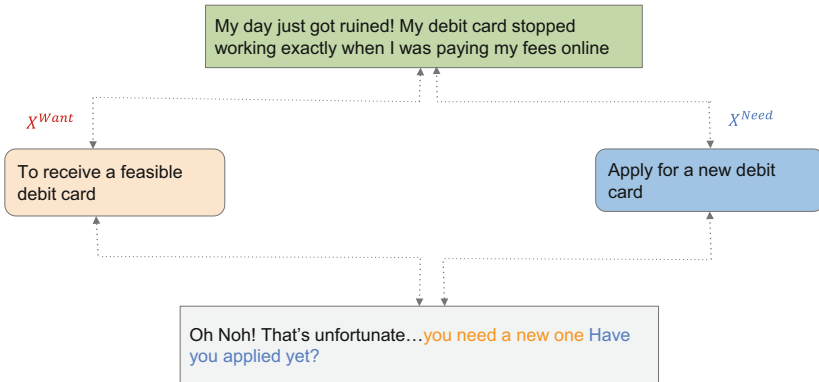 My day just got ruined! My debit card stopped
working exactly when I was paying my fees online
X^Want
X^Need
To receive a feasible
debit card
Apply for a new debit
card
Oh Noh! That's unfortunate…you need a new one Have
you applied yet?